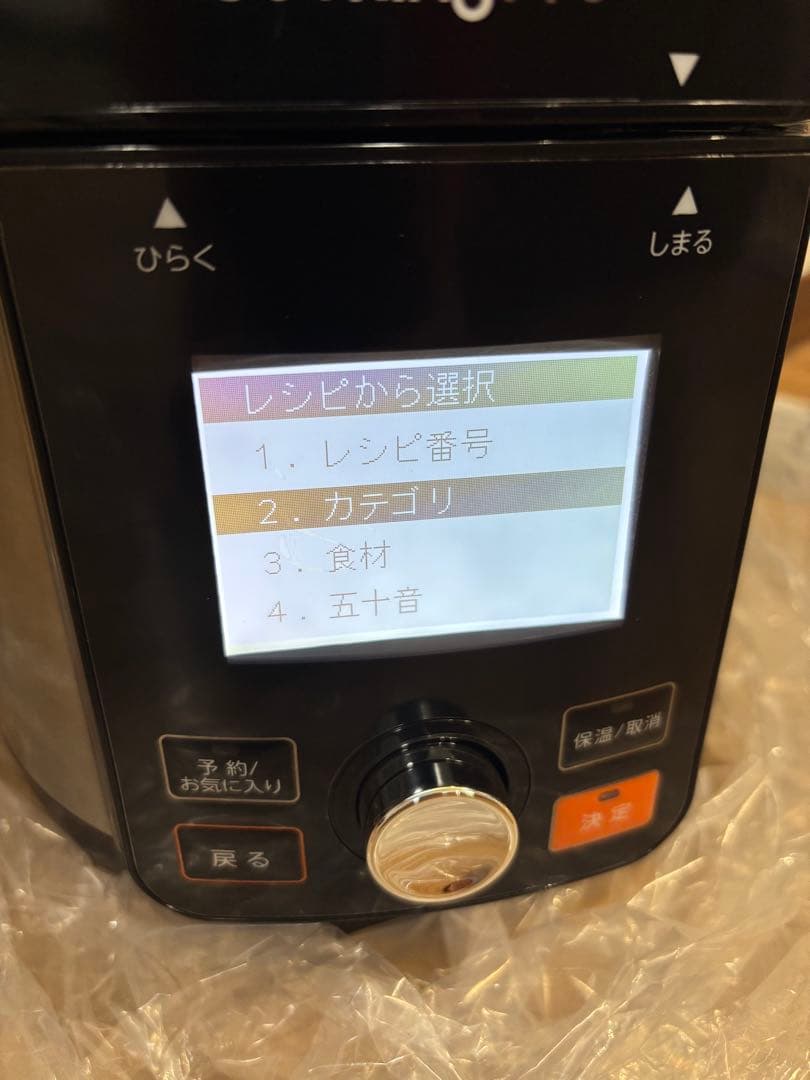 ひらく
しまる
レシピから選択
1. レシピ番号
2. カテゴリ
3. 食材
4. 五十音
予約/
お気に入り
保温/取消
戻る
決定